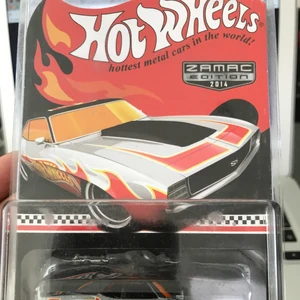 HOT WHEELS
hottest metal cars in the world!
ZAMAC
EDITION
2014